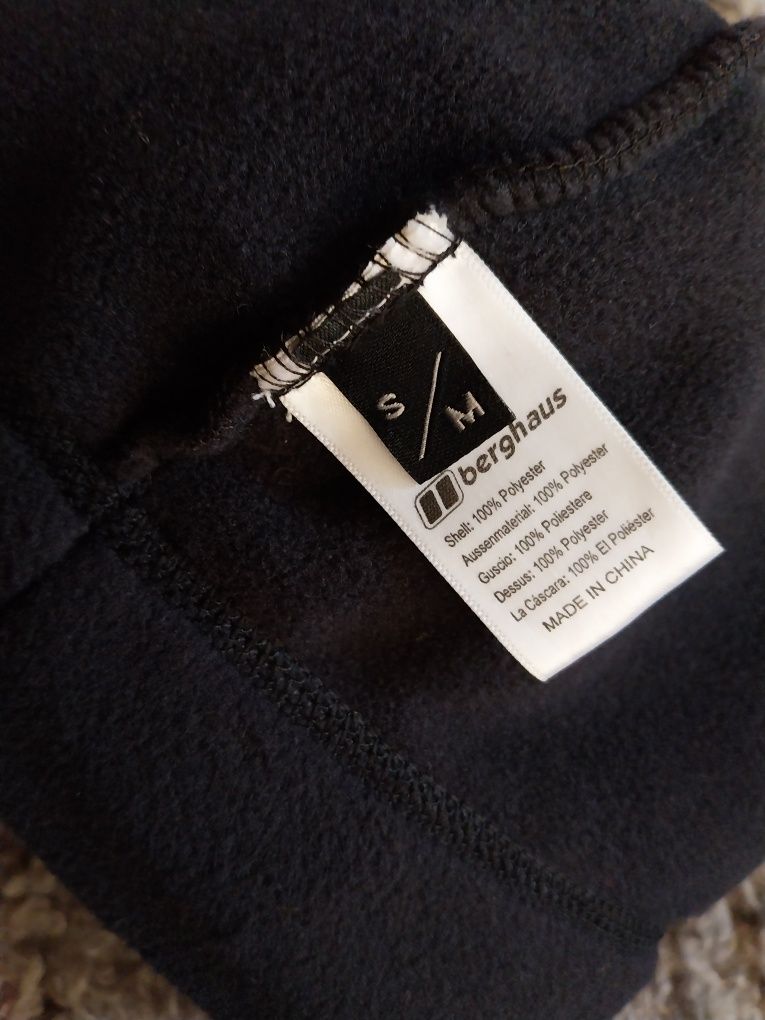 S/M
berghaus
Shell: 100% Polyester
Aussenmaterial: 100% Polyester
Guscio: 100% Poliestere
Dessus: 100% Polyester
La Cáscara: 100% El Poliéster
MADE IN CHINA